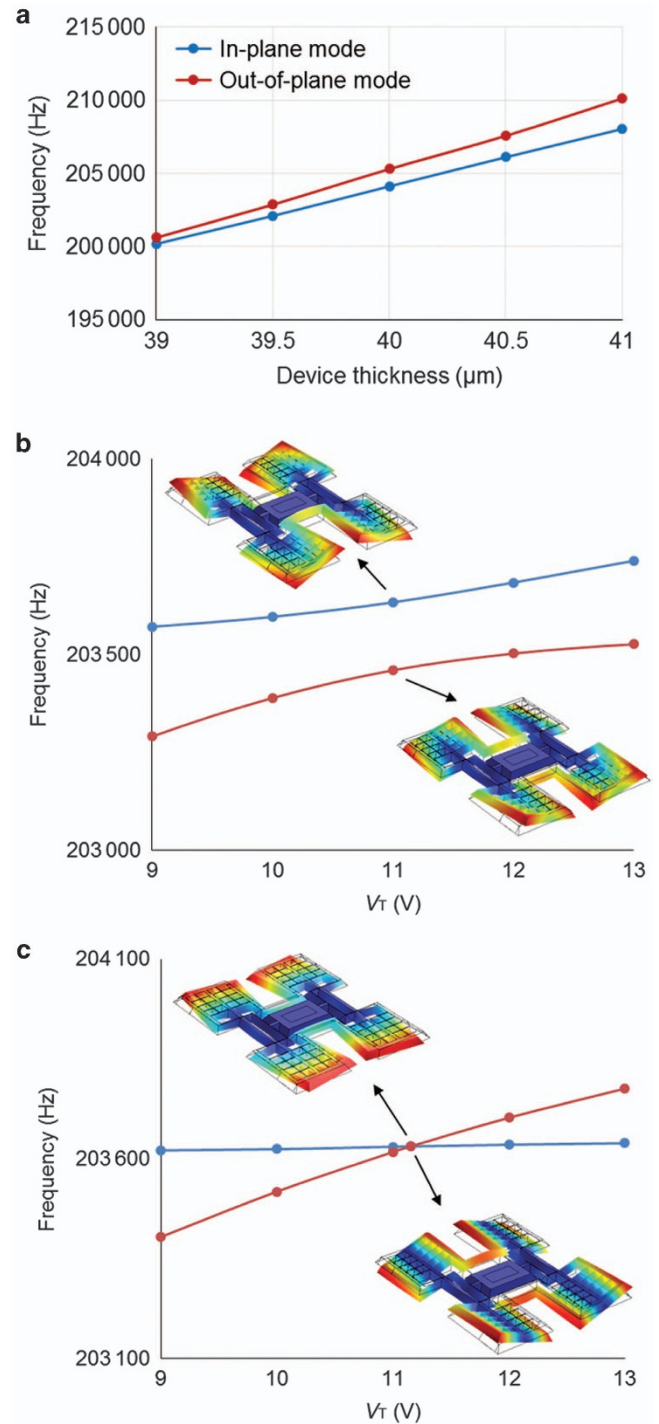 a
215 000
In-plane mode
Out-of-plane mode
210 000
205 000
200 000
195 000
Frequency (Hz)
39 39.5 40 40.5 41
Device thickness (µm)
b
204 000
203 500
203 000
Frequency (Hz)
9 10 11 12 13
VT (V)
c
204 100
203 600
203 100
Frequency (Hz)
9 10 11 12 13
VT (V)